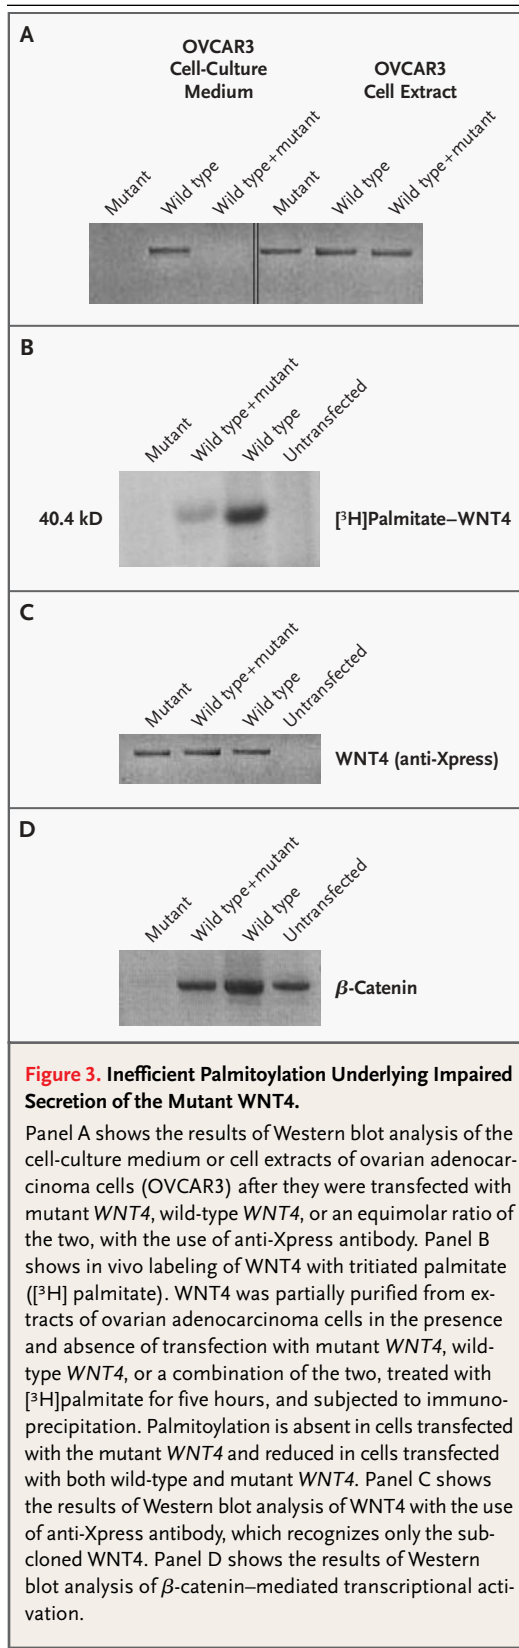 A
OVCAR3
Cell-Culture
Medium
OVCAR3
Cell Extract
Mutant
Wild type
Wild type+mutant
Mutant
Wild type
Wild type+mutant
B
Mutant
Wild type+mutant
Wild type
Untransfected
40.4 kD
[³H]Palmitate–WNT4
C
Mutant
Wild type+mutant
Wild type
Untransfected
WNT4 (anti-Xpress)
D
Mutant
Wild type+mutant
Wild type
Untransfected
β-Catenin
Figure 3. Inefficient Palmitoylation Underlying Impaired
Secretion of the Mutant WNT4.
Panel A shows the results of Western blot analysis of the
cell-culture medium or cell extracts of ovarian adenocar-
cinoma cells (OVCAR3) after they were transfected with
mutant WNT4, wild-type WNT4, or an equimolar ratio of
the two, with the use of anti-Xpress antibody. Panel B
shows in vivo labeling of WNT4 with tritiated palmitate
([³H] palmitate). WNT4 was partially purified from ex-
tracts of ovarian adenocarcinoma cells in the presence
and absence of transfection with mutant WNT4, wild-
type WNT4, or a combination of the two, treated with
[³H]palmitate for five hours, and subjected to immuno-
precipitation. Palmitoylation is absent in cells transfected
with the mutant WNT4 and reduced in cells transfected
with both wild-type and mutant WNT4. Panel C shows
the results of Western blot analysis of WNT4 with the use
of anti-Xpress antibody, which recognizes only the sub-
cloned WNT4. Panel D shows the results of Western
blot analysis of β-catenin–mediated transcriptional acti-
vation.